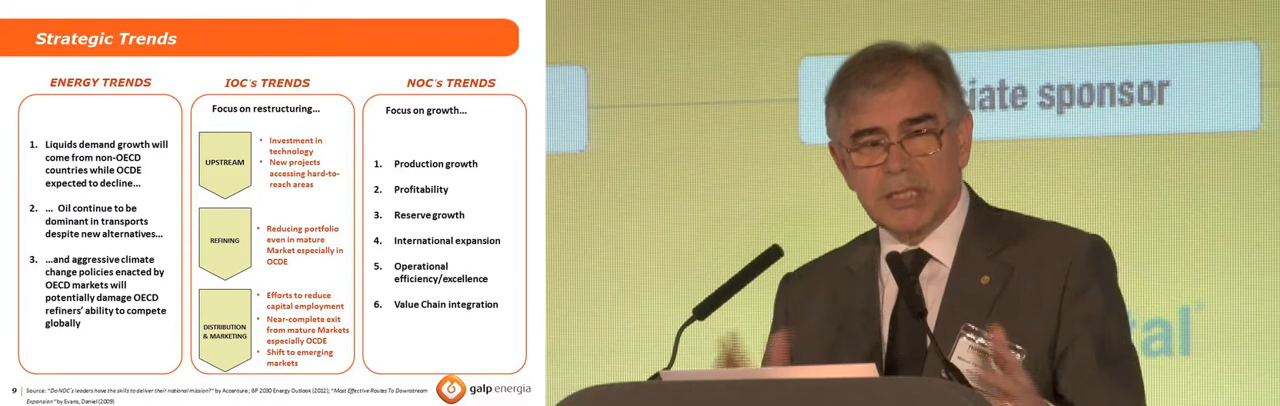 Strategic Trends
ENERGY TRENDS
1. Liquids demand growth will
come from non-OECD
countries while OCDE
expected to decline...
2. ... Oil continue to be
dominant in transports
despite new alternatives...
3. ...and aggressive climate
change policies enacted by
OECD markets will
potentially damage OECD
refiners' ability to compete
globally
IOC's TRENDS
Focus on restructuring...
UPSTREAM
• Investment in
technology
• New projects
accessing hard-to-
reach areas
REFINING
• Reducing portfolio
even in mature
Market especially in
OCDE
DISTRIBUTION
& MARKETING
• Efforts to reduce
capital employment
• Near-complete exit
from mature Markets
especially OCDE
• Shift to emerging
markets
NOC's TRENDS
Focus on growth...
1. Production growth
2. Profitability
3. Reserve growth
4. International expansion
5. Operational
efficiency/excellence
6. Value Chain integration
9 Source: "Do NOC's leaders have the skills to deliver their national mission?" by Accenture; BP 2030 Energy Outlook (2012); "Most Effective Routes To Downstream
Expansion" by Evans, Daniel (2009)
galp energia
iate sponsor
tal